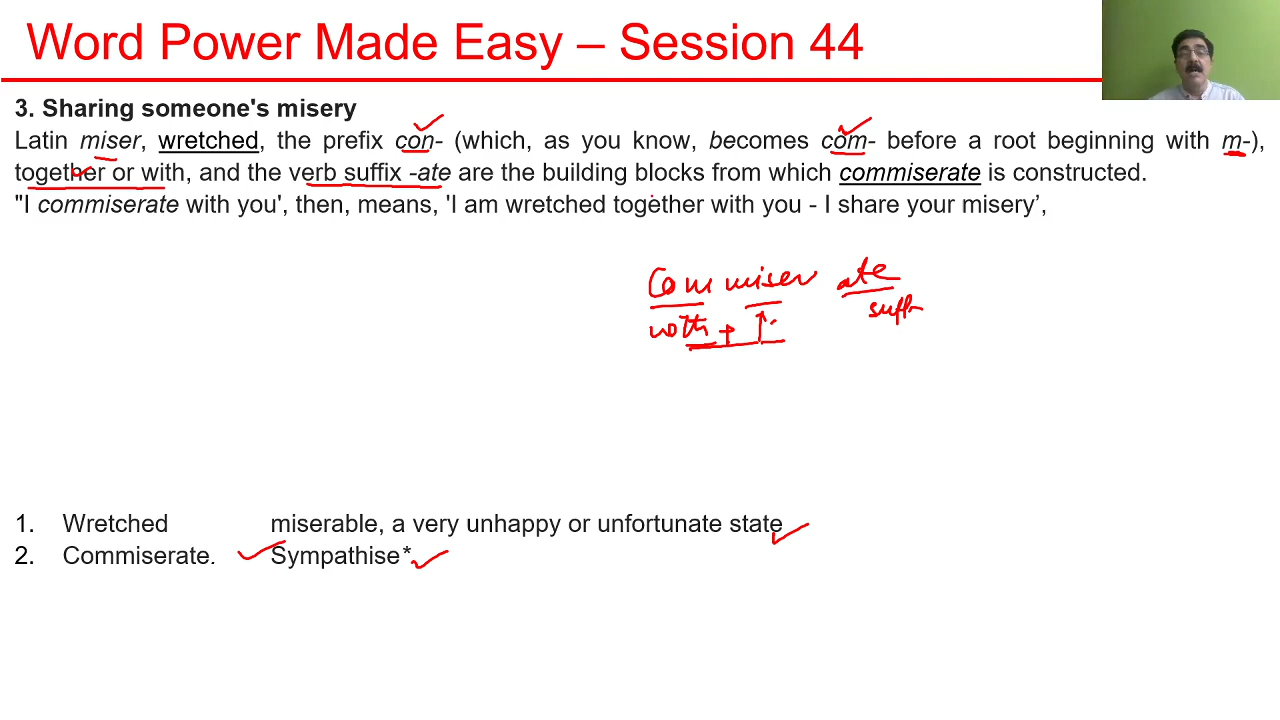 Word Power Made Easy – Session 44
3. Sharing someone's misery
Latin miser, wretched, the prefix con- (which, as you know, becomes com- before a root beginning with m-),
together or with, and the verb suffix -ate are the building blocks from which commiserate is constructed.
"I commiserate with you', then, means, 'I am wretched together with you - I share your misery’,
Com miser ate
with + suff
1. Wretched miserable, a very unhappy or unfortunate state
2. Commiserate. Sympathise*